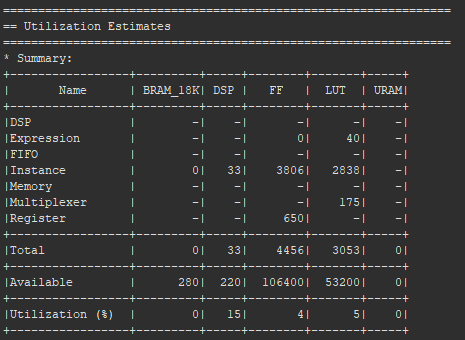 ================================================================
== Utilization Estimates
================================================================
* Summary:
+-----------------+---------+-----+--------+-------+-----+
|       Name      | BRAM_18K| DSP |   FF   |  LUT  | URAM|
+-----------------+---------+-----+--------+-------+-----+
|DSP              |        -|    -|       -|      -|    -|
|Expression       |        -|    -|       0|     40|    -|
|FIFO             |        -|    -|       -|      -|    -|
|Instance         |        0|   33|    3806|   2838|    -|
|Memory           |        -|    -|       -|      -|    -|
|Multiplexer      |        -|    -|       -|    175|    -|
|Register         |        -|    -|     650|      -|    -|
+-----------------+---------+-----+--------+-------+-----+
|Total            |        0|   33|    4456|   3053|    0|
+-----------------+---------+-----+--------+-------+-----+
|Available        |      280|  220|  106400|  53200|    0|
+-----------------+---------+-----+--------+-------+-----+
|Utilization (%)  |        0|   15|       4|      5|    0|
+-----------------+---------+-----+--------+-------+-----+